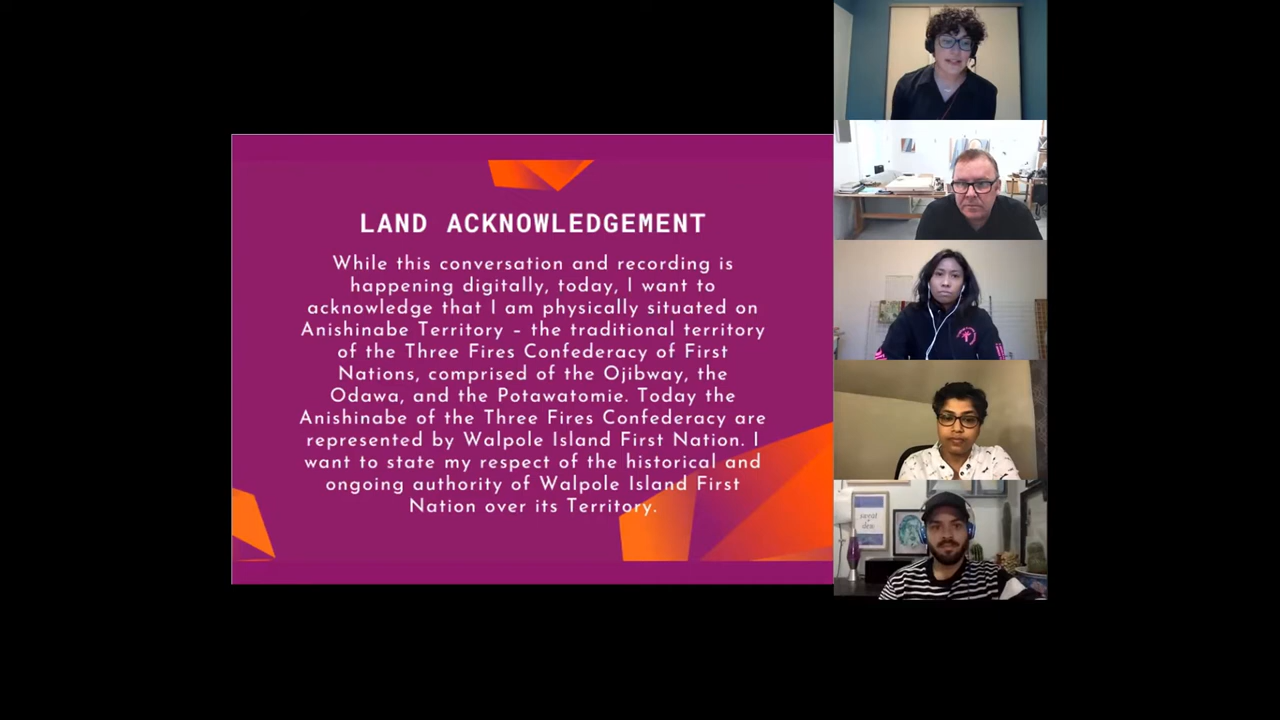 LAND ACKNOWLEDGEMENT
While this conversation and recording is
happening digitally, today, I want to
acknowledge that I am physically situated on
Anishinabe Territory – the traditional territory
of the Three Fires Confederacy of First
Nations, comprised of the Ojibway, the
Odawa, and the Potawatomie. Today the
Anishinabe of the Three Fires Confederacy are
represented by Walpole Island First Nation. I
want to state my respect of the historical and
ongoing authority of Walpole Island First
Nation over its Territory.